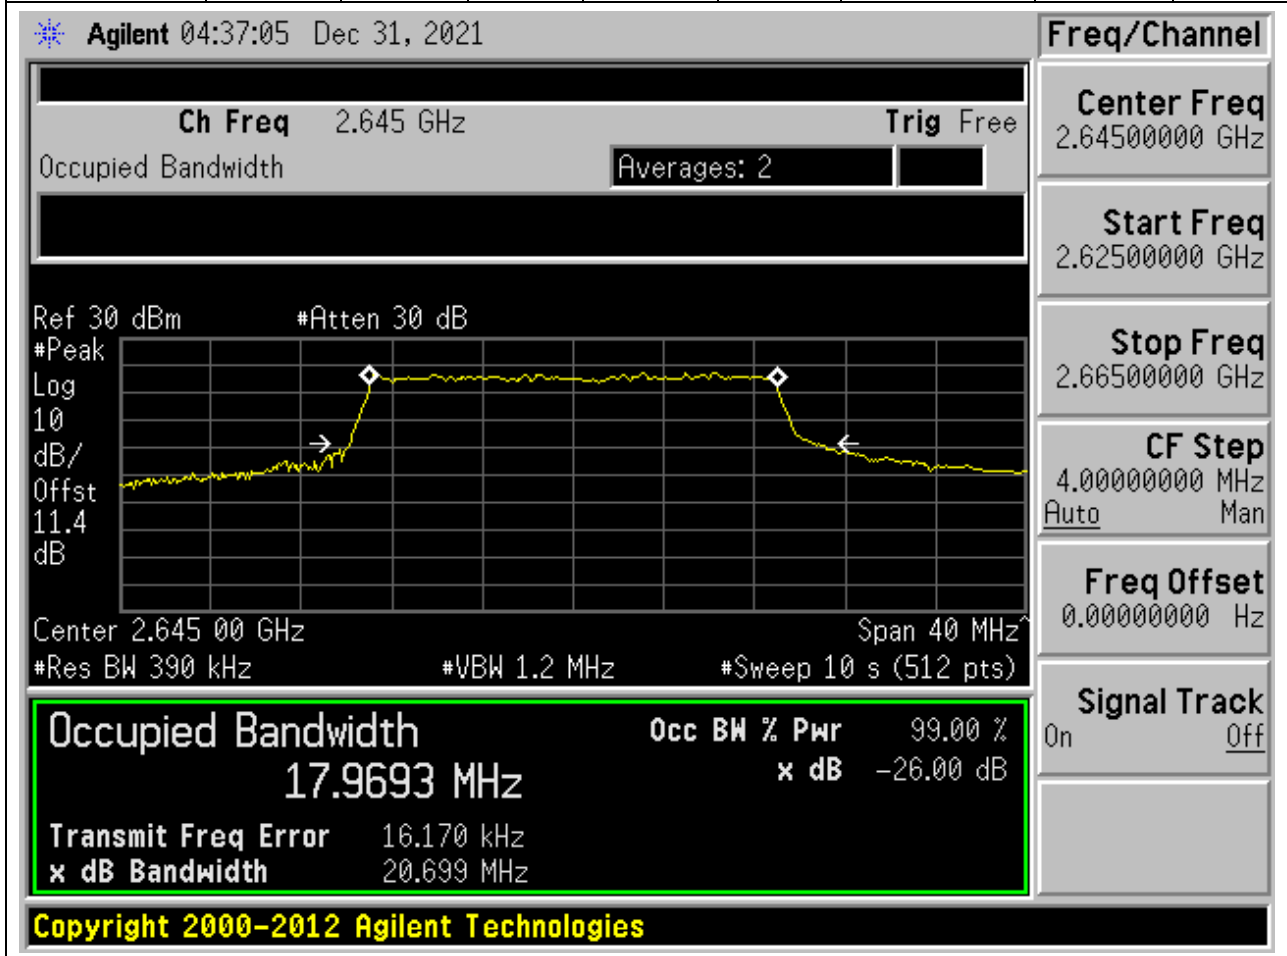 Agilent 04:37:05 Dec 31, 2021
Ch Freq 2.645 GHz Trig Free
Occupied Bandwidth Averages: 2
Ref 30 dBm #Atten 30 dB
#Peak
Log
10
dB/
Offst
11.4
dB
Center 2.645 00 GHz Span 40 MHz^
#Res BW 390 kHz #VBW 1.2 MHz #Sweep 10 s (512 pts)
Occupied Bandwidth Occ BW % Pwr 99.00 %
17.9693 MHz x dB -26.00 dB
Transmit Freq Error 16.170 kHz
x dB Bandwidth 20.699 MHz
Copyright 2000-2012 Agilent Technologies
Freq/Channel
Center Freq
2.64500000 GHz
Start Freq
2.62500000 GHz
Stop Freq
2.66500000 GHz
CF Step
4.00000000 MHz
Auto Man
Freq Offset
0.00000000 Hz
Signal Track
On Off